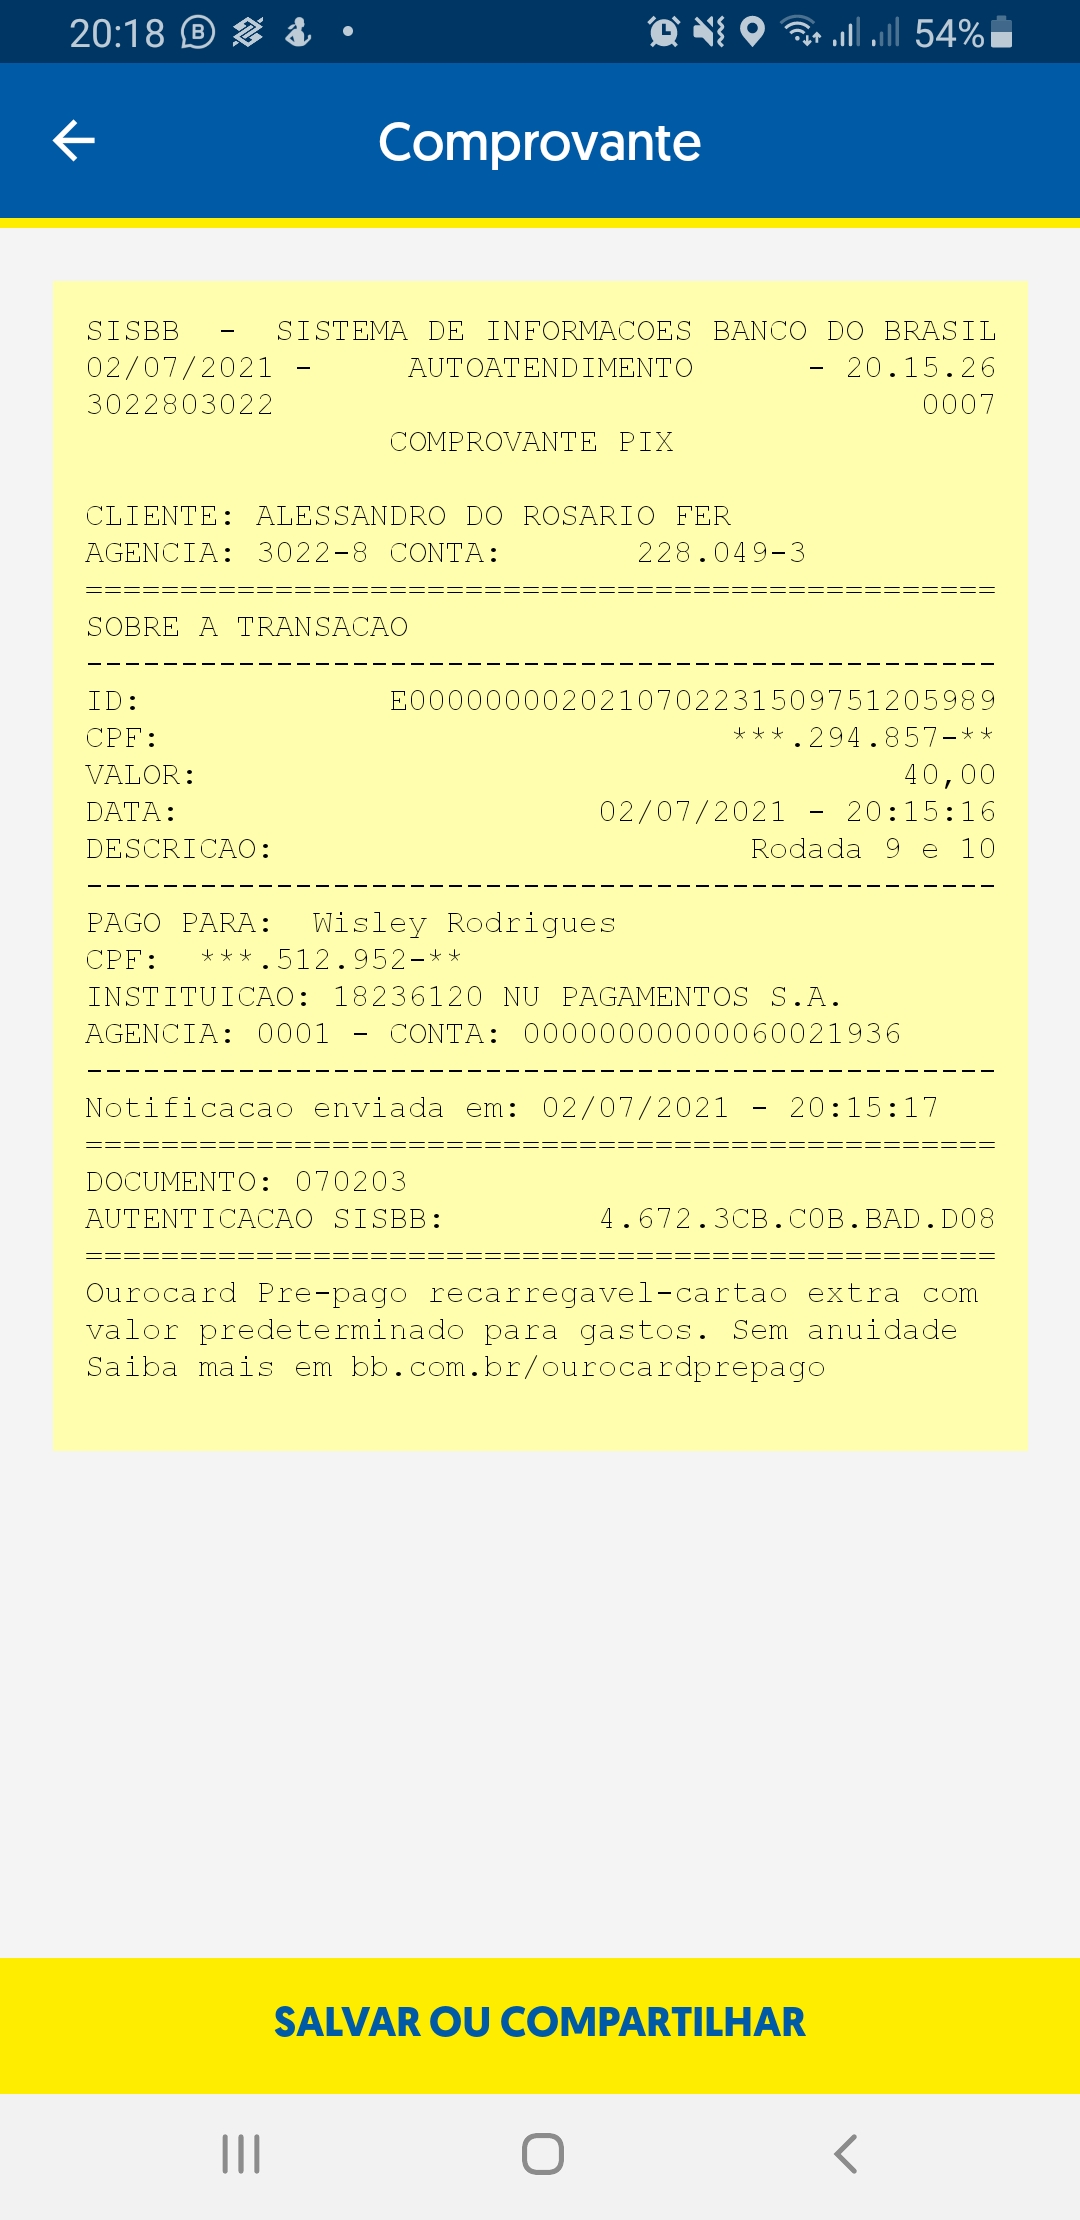 20:18 54%
Comprovante
SISBB - SISTEMA DE INFORMACOES BANCO DO BRASIL
02/07/2021 - AUTOATENDIMENTO - 20.15.26
3022803022 0007
COMPROVANTE PIX
CLIENTE: ALESSANDRO DO ROSARIO FER
AGENCIA: 3022-8 CONTA: 228.049-3
================================================
SOBRE A TRANSACAO
------------------------------------------------
ID: E0000000020210702231509751205989
CPF: ***.294.857-**
VALOR: 40,00
DATA: 02/07/2021 - 20:15:16
DESCRICAO: Rodada 9 e 10
------------------------------------------------
PAGO PARA: Wisley Rodrigues
CPF: ***.512.952-**
INSTITUICAO: 18236120 NU PAGAMENTOS S.A.
AGENCIA: 0001 - CONTA: 00000000000060021936
------------------------------------------------
Notificacao enviada em: 02/07/2021 - 20:15:17
================================================
DOCUMENTO: 070203
AUTENTICACAO SISBB: 4.672.3CB.C0B.BAD.D08
================================================
Ourocard Pre-pago recarregavel-cartao extra com
valor predeterminado para gastos. Sem anuidade
Saiba mais em bb.com.br/ourocardprepago
SALVAR OU COMPARTILHAR